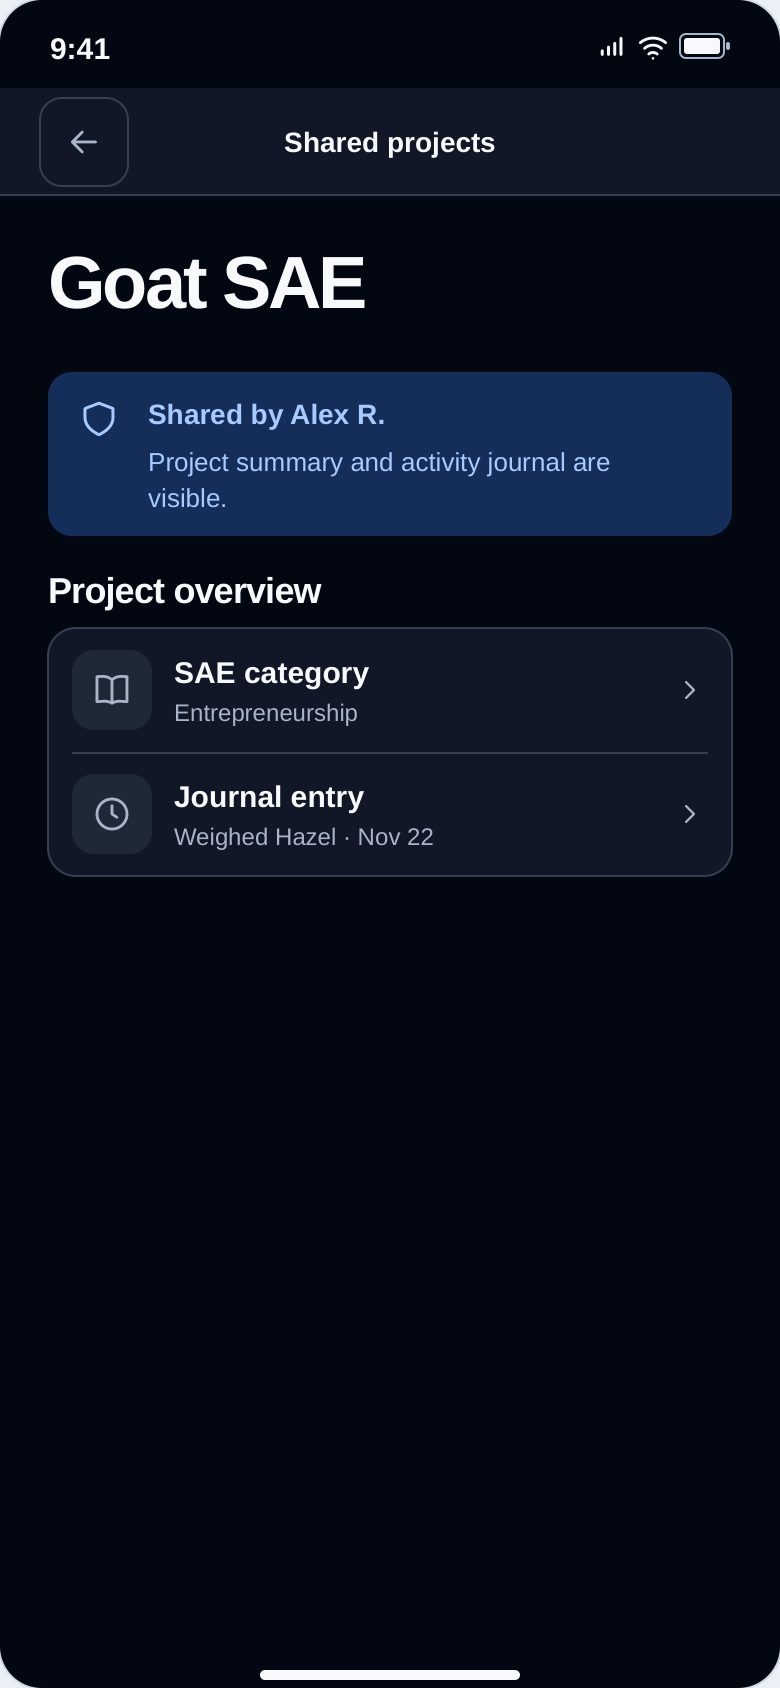 9:41
Shared projects
Goat SAE
Shared by Alex R.
Project summary and activity journal are
visible.
Project overview
SAE category
Entrepreneurship
Journal entry
Weighed Hazel · Nov 22